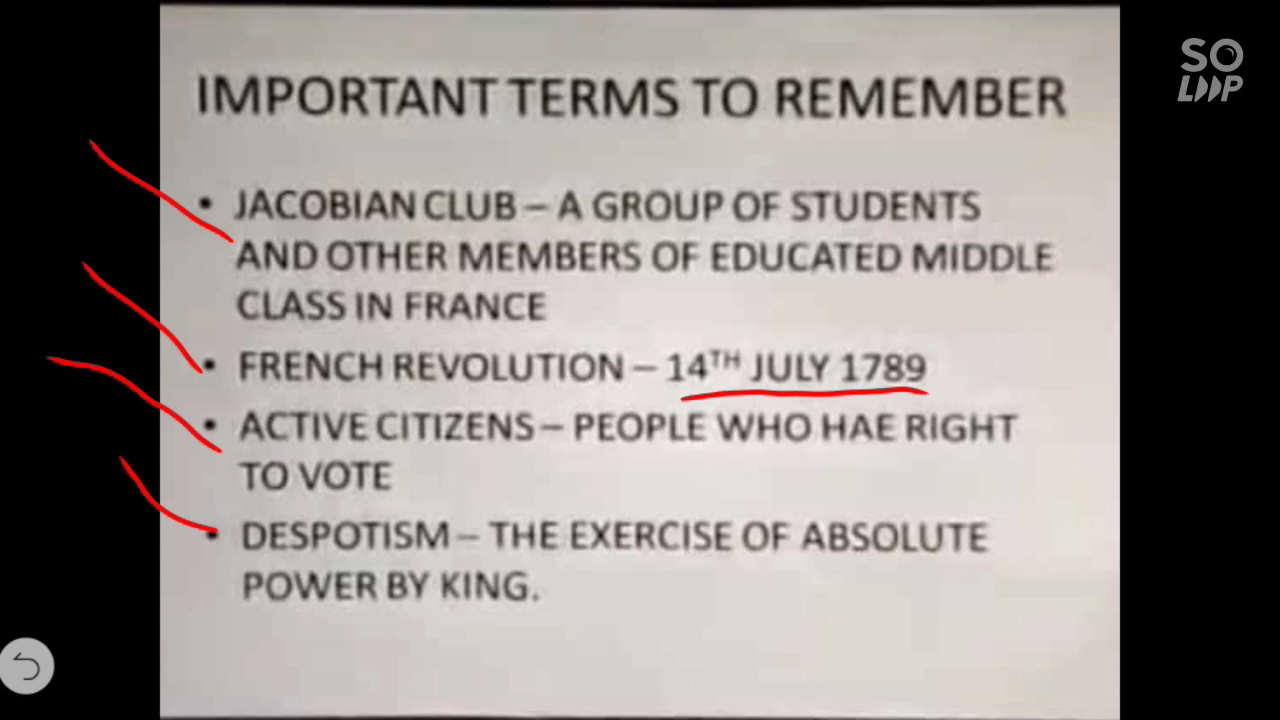 SO
LOOP
IMPORTANT TERMS TO REMEMBER
• JACOBIAN CLUB – A GROUP OF STUDENTS
AND OTHER MEMBERS OF EDUCATED MIDDLE
CLASS IN FRANCE
• FRENCH REVOLUTION – 14TH JULY 1789
• ACTIVE CITIZENS – PEOPLE WHO HAE RIGHT
TO VOTE
• DESPOTISM – THE EXERCISE OF ABSOLUTE
POWER BY KING.